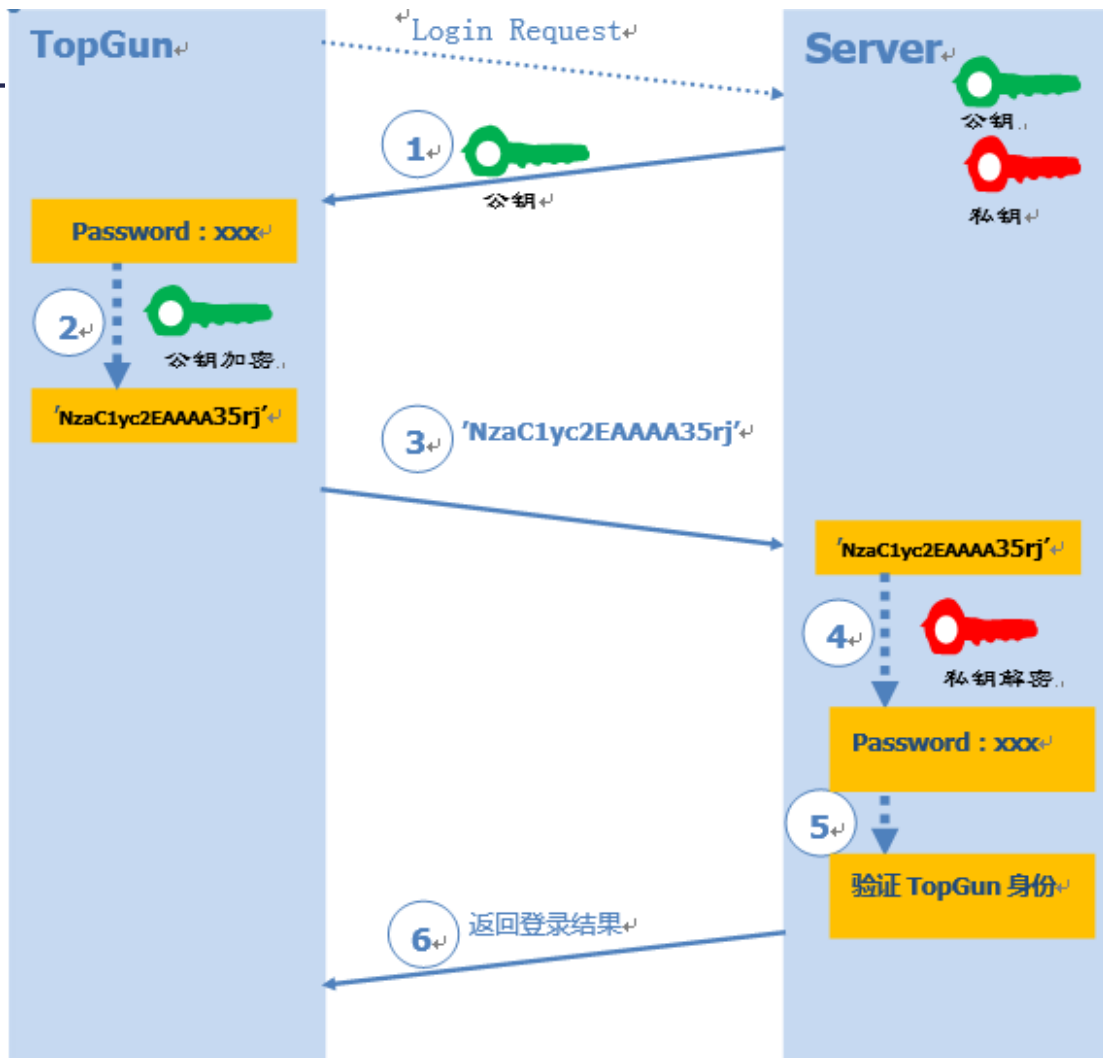 TopGun↵
↵Login Request↵
Server↵
公钥
1↵
公钥↵
私钥↵
Password：xxx↵
2↵
公钥加密
'NzaC1yc2EAAAA35rj'↵
3↵
'NzaC1yc2EAAAA35rj'↵
'NzaC1yc2EAAAA35rj'↵
4↵
私钥解密
Password：xxx↵
5↵
验证 TopGun 身份↵
6↵
返回登录结果↵